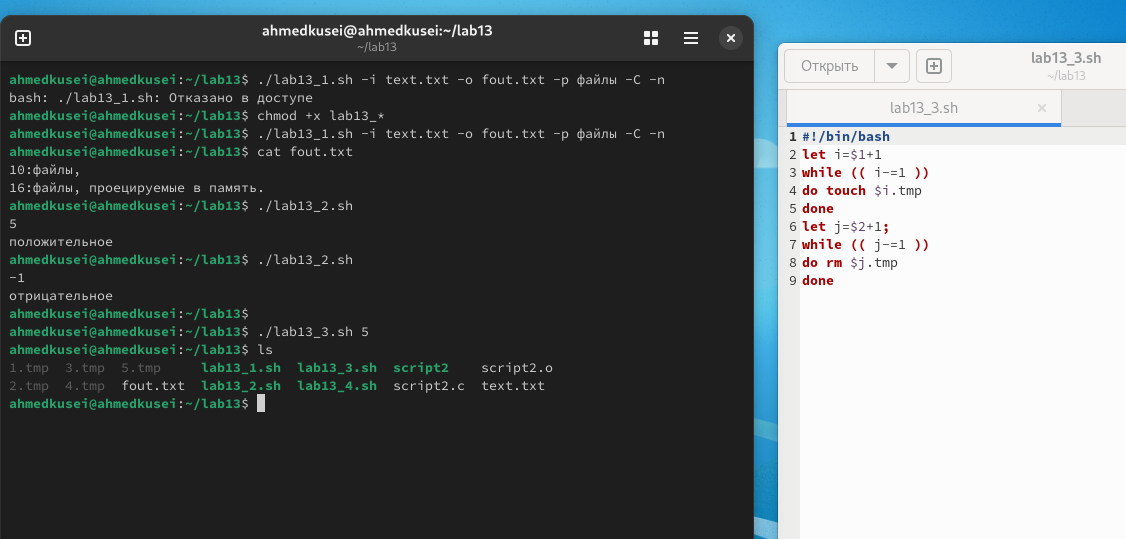 ahmedkusei@ahmedkusei:~/lab13
~/lab13
ahmedkusei@ahmedkusei:~/lab13$ ./lab13_1.sh -i text.txt -o fout.txt -p файлы -C -n
bash: ./lab13_1.sh: Отказано в доступе
ahmedkusei@ahmedkusei:~/lab13$ chmod +x lab13_*
ahmedkusei@ahmedkusei:~/lab13$ ./lab13_1.sh -i text.txt -o fout.txt -p файлы -C -n
ahmedkusei@ahmedkusei:~/lab13$ cat fout.txt
10:файлы,
16:файлы, проецируемые в память.
ahmedkusei@ahmedkusei:~/lab13$ ./lab13_2.sh
5
положительное
ahmedkusei@ahmedkusei:~/lab13$ ./lab13_2.sh
-1
отрицательное
ahmedkusei@ahmedkusei:~/lab13$
ahmedkusei@ahmedkusei:~/lab13$ ./lab13_3.sh 5
ahmedkusei@ahmedkusei:~/lab13$ ls
1.tmp 3.tmp 5.tmp lab13_1.sh lab13_3.sh script2 script2.o
2.tmp 4.tmp fout.txt lab13_2.sh lab13_4.sh script2.c text.txt
ahmedkusei@ahmedkusei:~/lab13$
Открыть
lab13_3.sh
~/lab13
lab13_3.sh
1 #!/bin/bash
2 let i=$1+1
3 while (( i-=1 ))
4 do touch $i.tmp
5 done
6 let j=$2+1;
7 while (( j-=1 ))
8 do rm $j.tmp
9 done